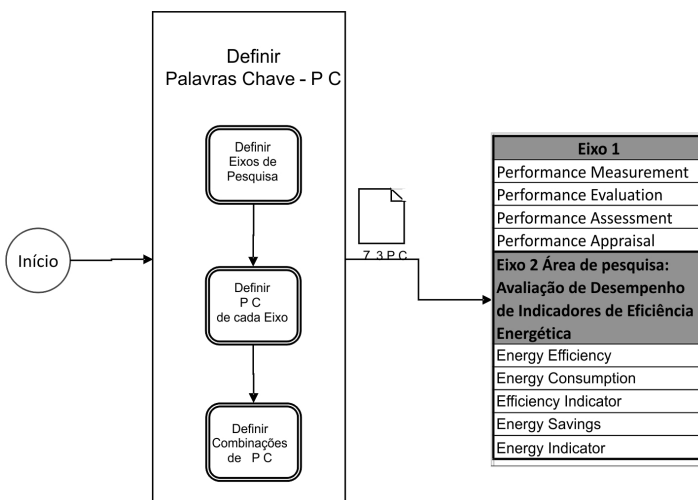 Definir
Palavras Chave - P C
Definir
Eixos de
Pesquisa
Início
Definir
P C
de cada Eixo
Definir
Combinações
de P C
7 3 P C
Eixo 1
Performance Measurement
Performance Evaluation
Performance Assessment
Performance Appraisal
Eixo 2 Área de pesquisa:
Avaliação de Desempenho
de Indicadores de Eficiência
Energética
Energy Efficiency
Energy Consumption
Efficiency Indicator
Energy Savings
Energy Indicator